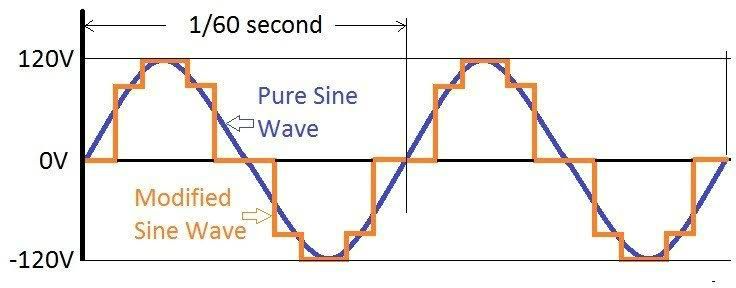 1/60 second
120V
Pure Sine
Wave
0V
Modified
Sine Wave
-120V